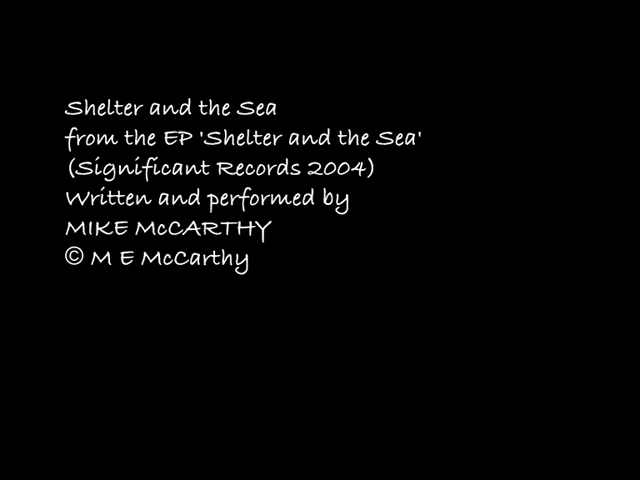 Shelter and the Sea
from the EP 'Shelter and the Sea'
(Significant Records 2004)
Written and performed by
MIKE McCARTHY
© M E McCarthy